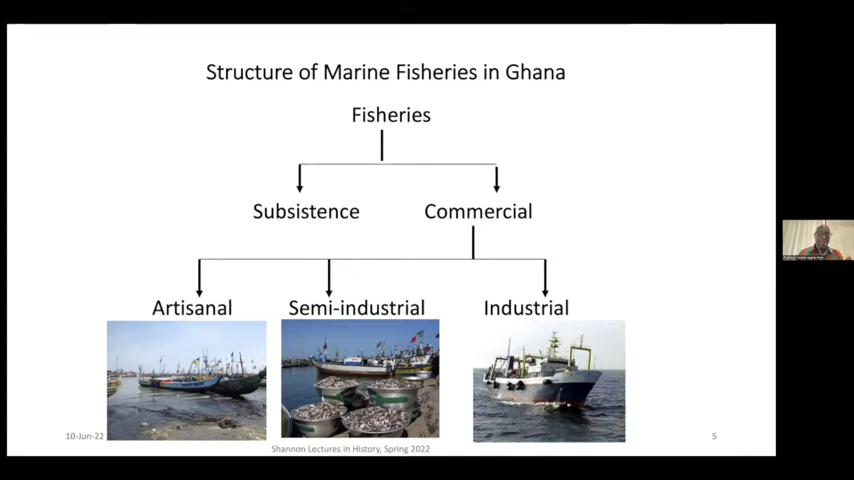 Structure of Marine Fisheries in Ghana
Fisheries
Subsistence Commercial
Artisanal Semi-industrial Industrial
10-Jun-22
Shannon Lectures in History, Spring 2022
5